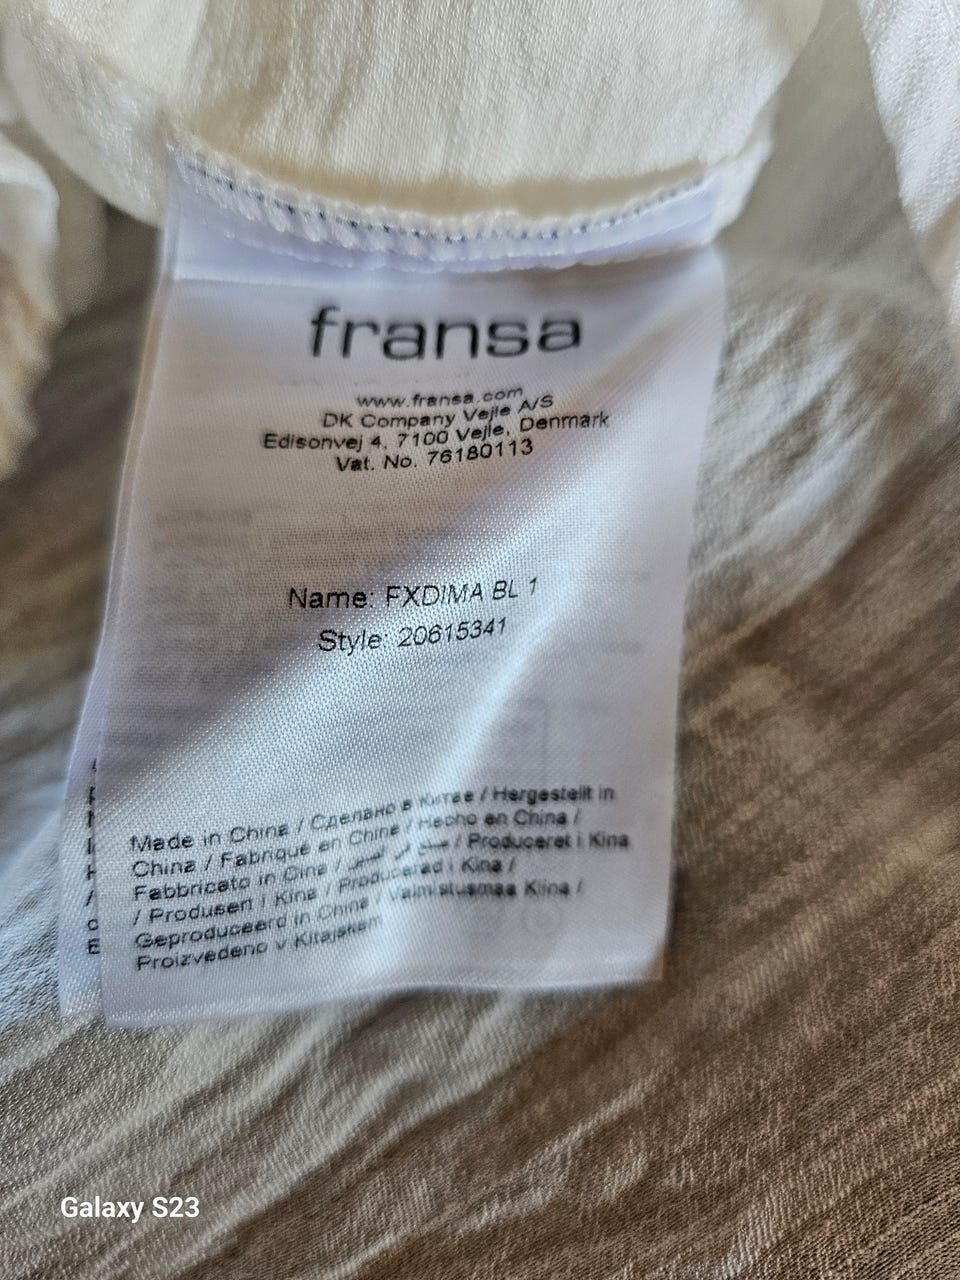 fransa
www.fransa.com
DK Company Vejle A/S
Edisonvej 4, 7100 Vejle, Denmark
Vat. No. 76180113
Name: FXDIMA BL 1
Style: 20615341
Made in China / Сделано в Китае / Hergestellt in
China / Fabriqué en Chine / Hecho en China /
Fabbricato in Cina / صنع في الصين / Produceret i Kina
/ Produsen i Kina / Producerad i Kina /
Geproduceerd in China / Valmistusmaa Kiina /
Proizvedeno v Kitajskem
Galaxy S23